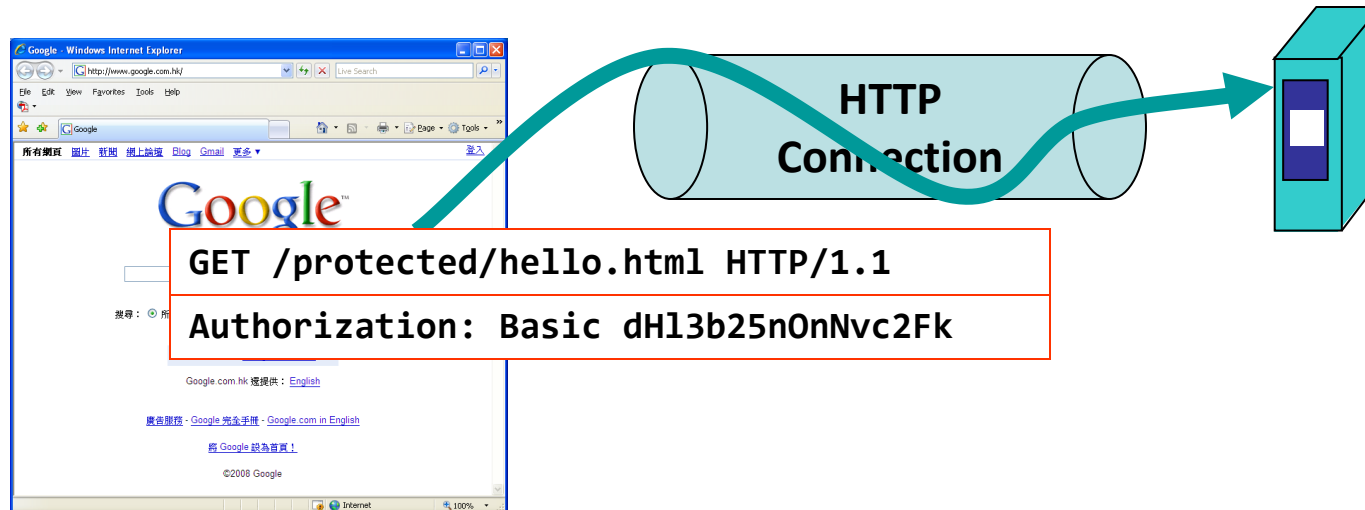 Google - Windows Internet Explorer
http://www.google.com.hk/
Live Search
File Edit View Favorites Tools Help
Google
Page Tools
所有網頁 圖片 新聞 網上論壇 Blog Gmail 更多 ▼ 登入
Google™
HTTP
Connection
GET /protected/hello.html HTTP/1.1
搜尋：
Authorization: Basic dHl3b25nOnNvc2Fk
Google.com.hk 還提供： English
廣告服務 - Google 完全手冊 - Google.com in English
將 Google 設為首頁！
©2008 Google
Internet 100%